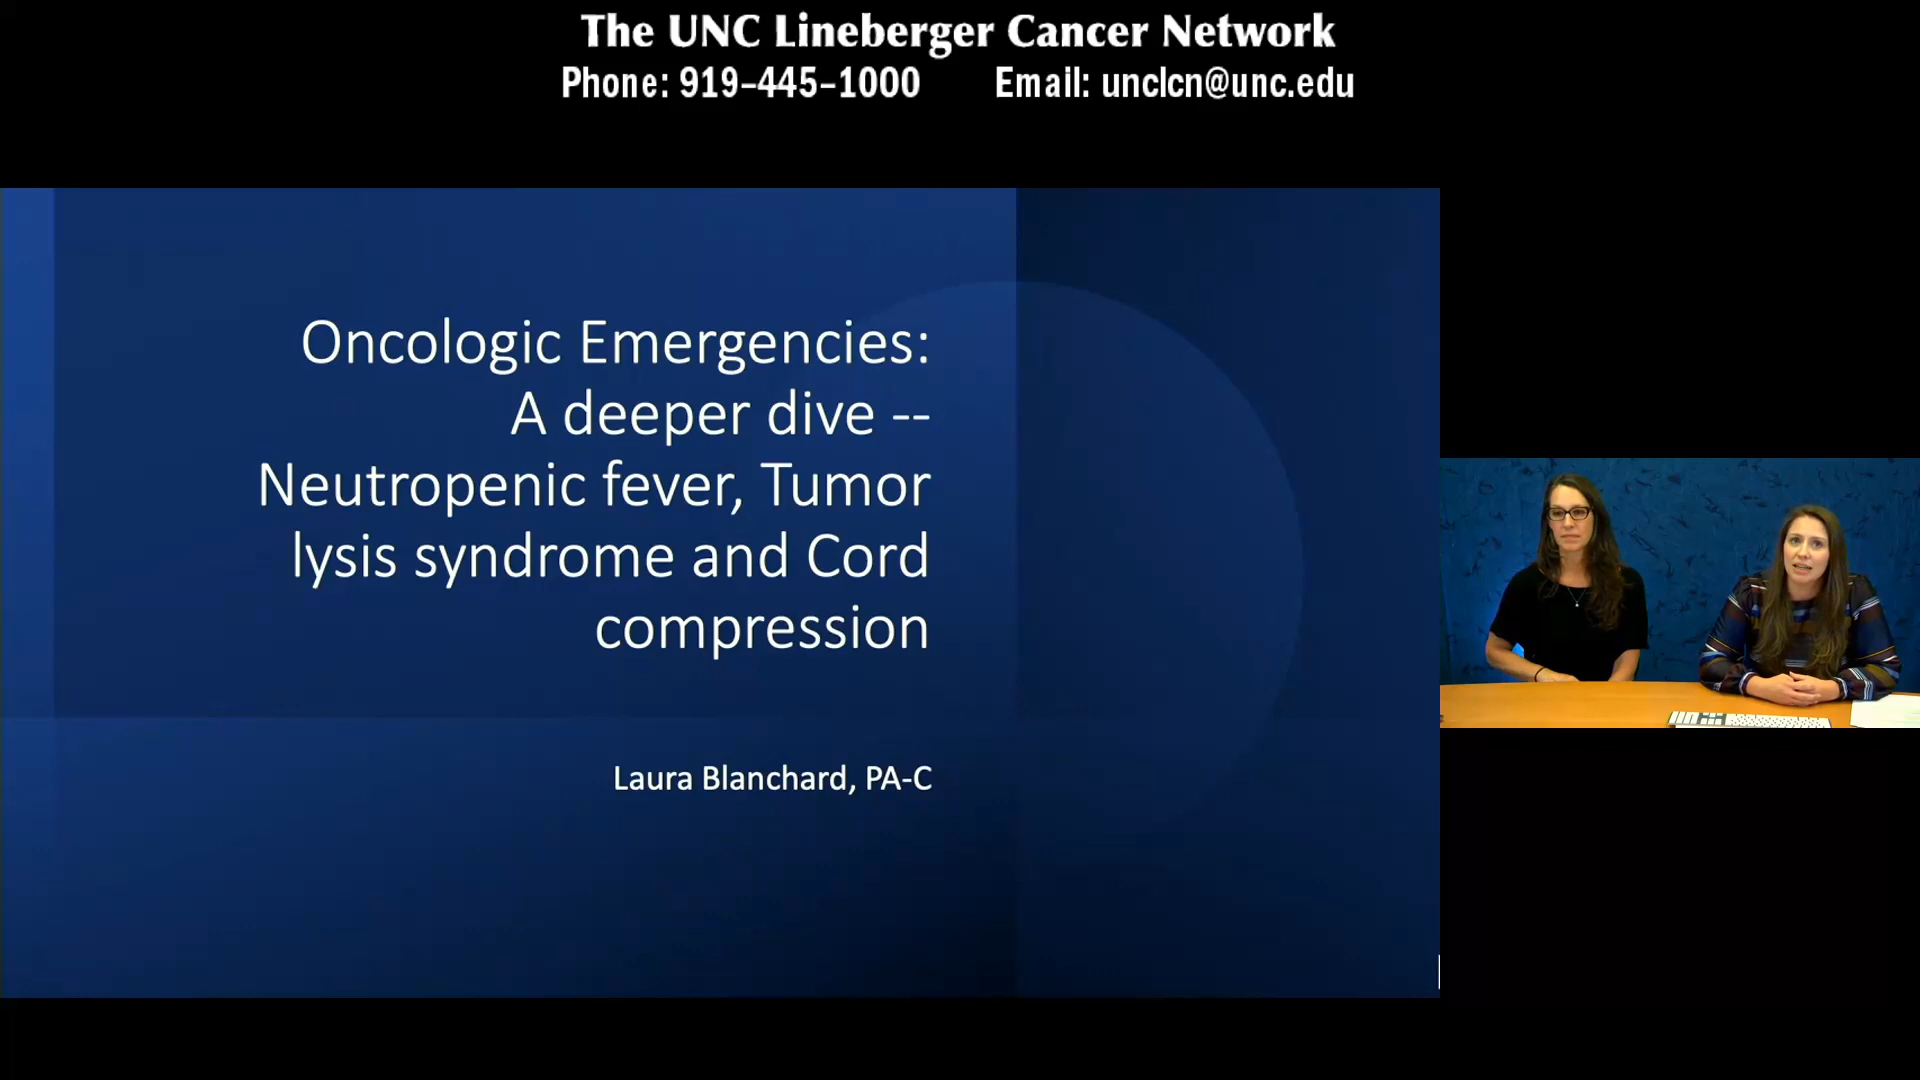 The UNC Lineberger Cancer Network
Phone: 919-445-1000 Email: unclcn@unc.edu
Oncologic Emergencies:
A deeper dive --
Neutropenic fever, Tumor
lysis syndrome and Cord
compression
Laura Blanchard, PA-C